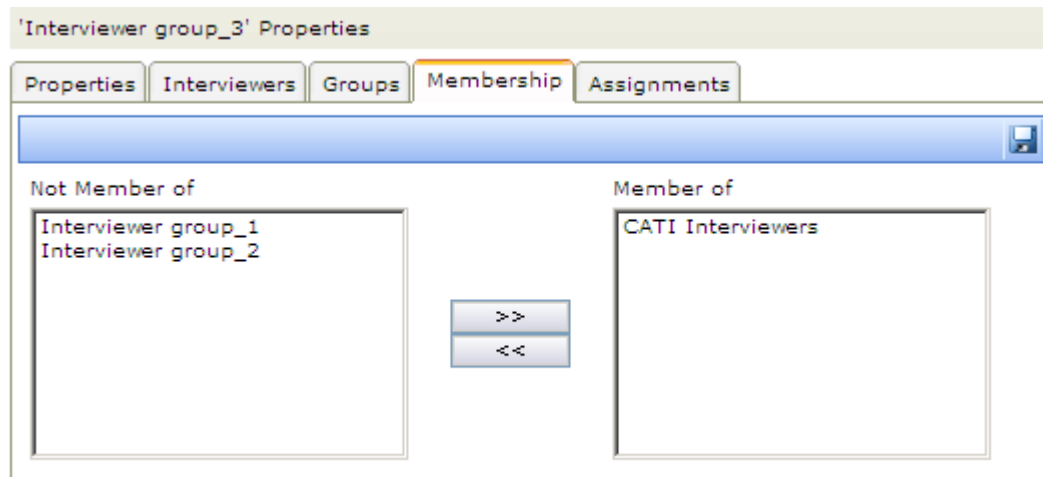 'Interviewer group_3' Properties
Properties Interviewers Groups Membership Assignments
Not Member of
Interviewer group_1
Interviewer group_2
>>
<<
Member of
CATI Interviewers